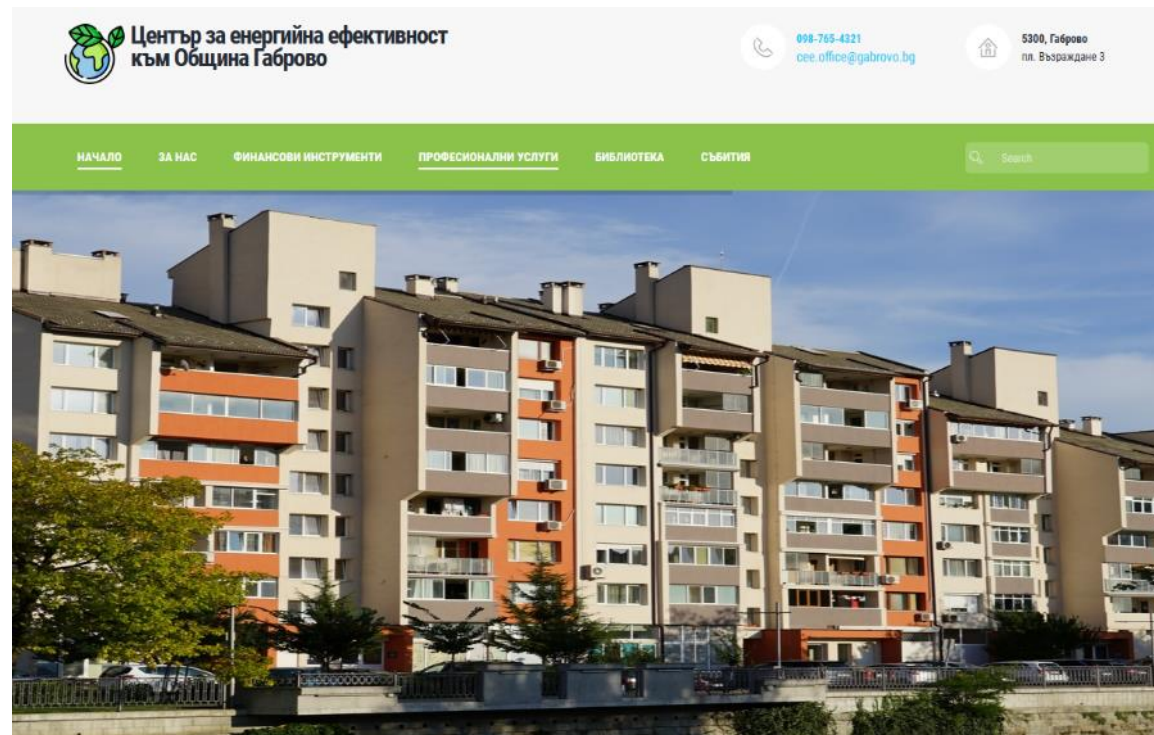 Център за енергийна ефективност
към Община Габрово
098-765-4321
cee.office@gabrovo.bg
5300, Габрово
пл. Възраждане 3
НАЧАЛО
ЗА НАС
ФИНАНСОВИ ИНСТРУМЕНТИ
ПРОФЕСИОНАЛНИ УСЛУГИ
БИБЛИОТЕКА
СЪБИТИЯ
Search